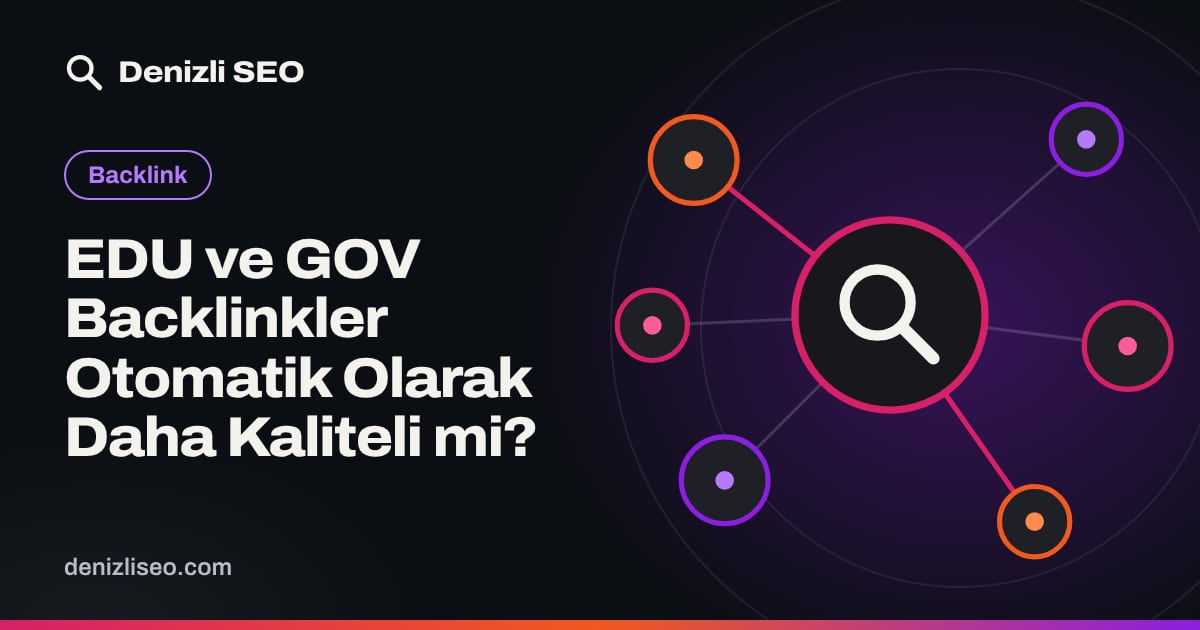 Denizli SEO
Backlink
EDU ve GOV
Backlinkler
Otomatik Olarak
Daha Kaliteli mi?
denizliseo.com